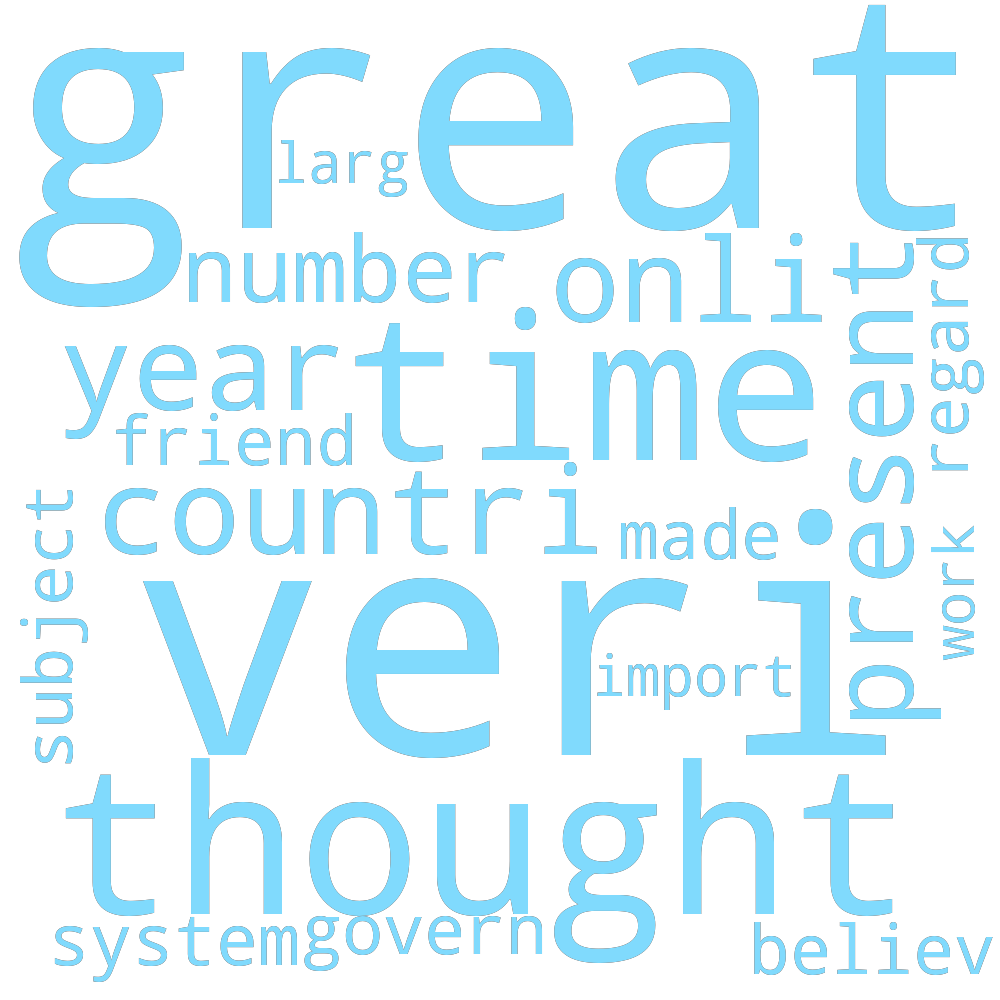 great
larg
number
onli
present
regard
year
time
friend
countri
made
subject
work
veri
import
thought
system
govern
believ